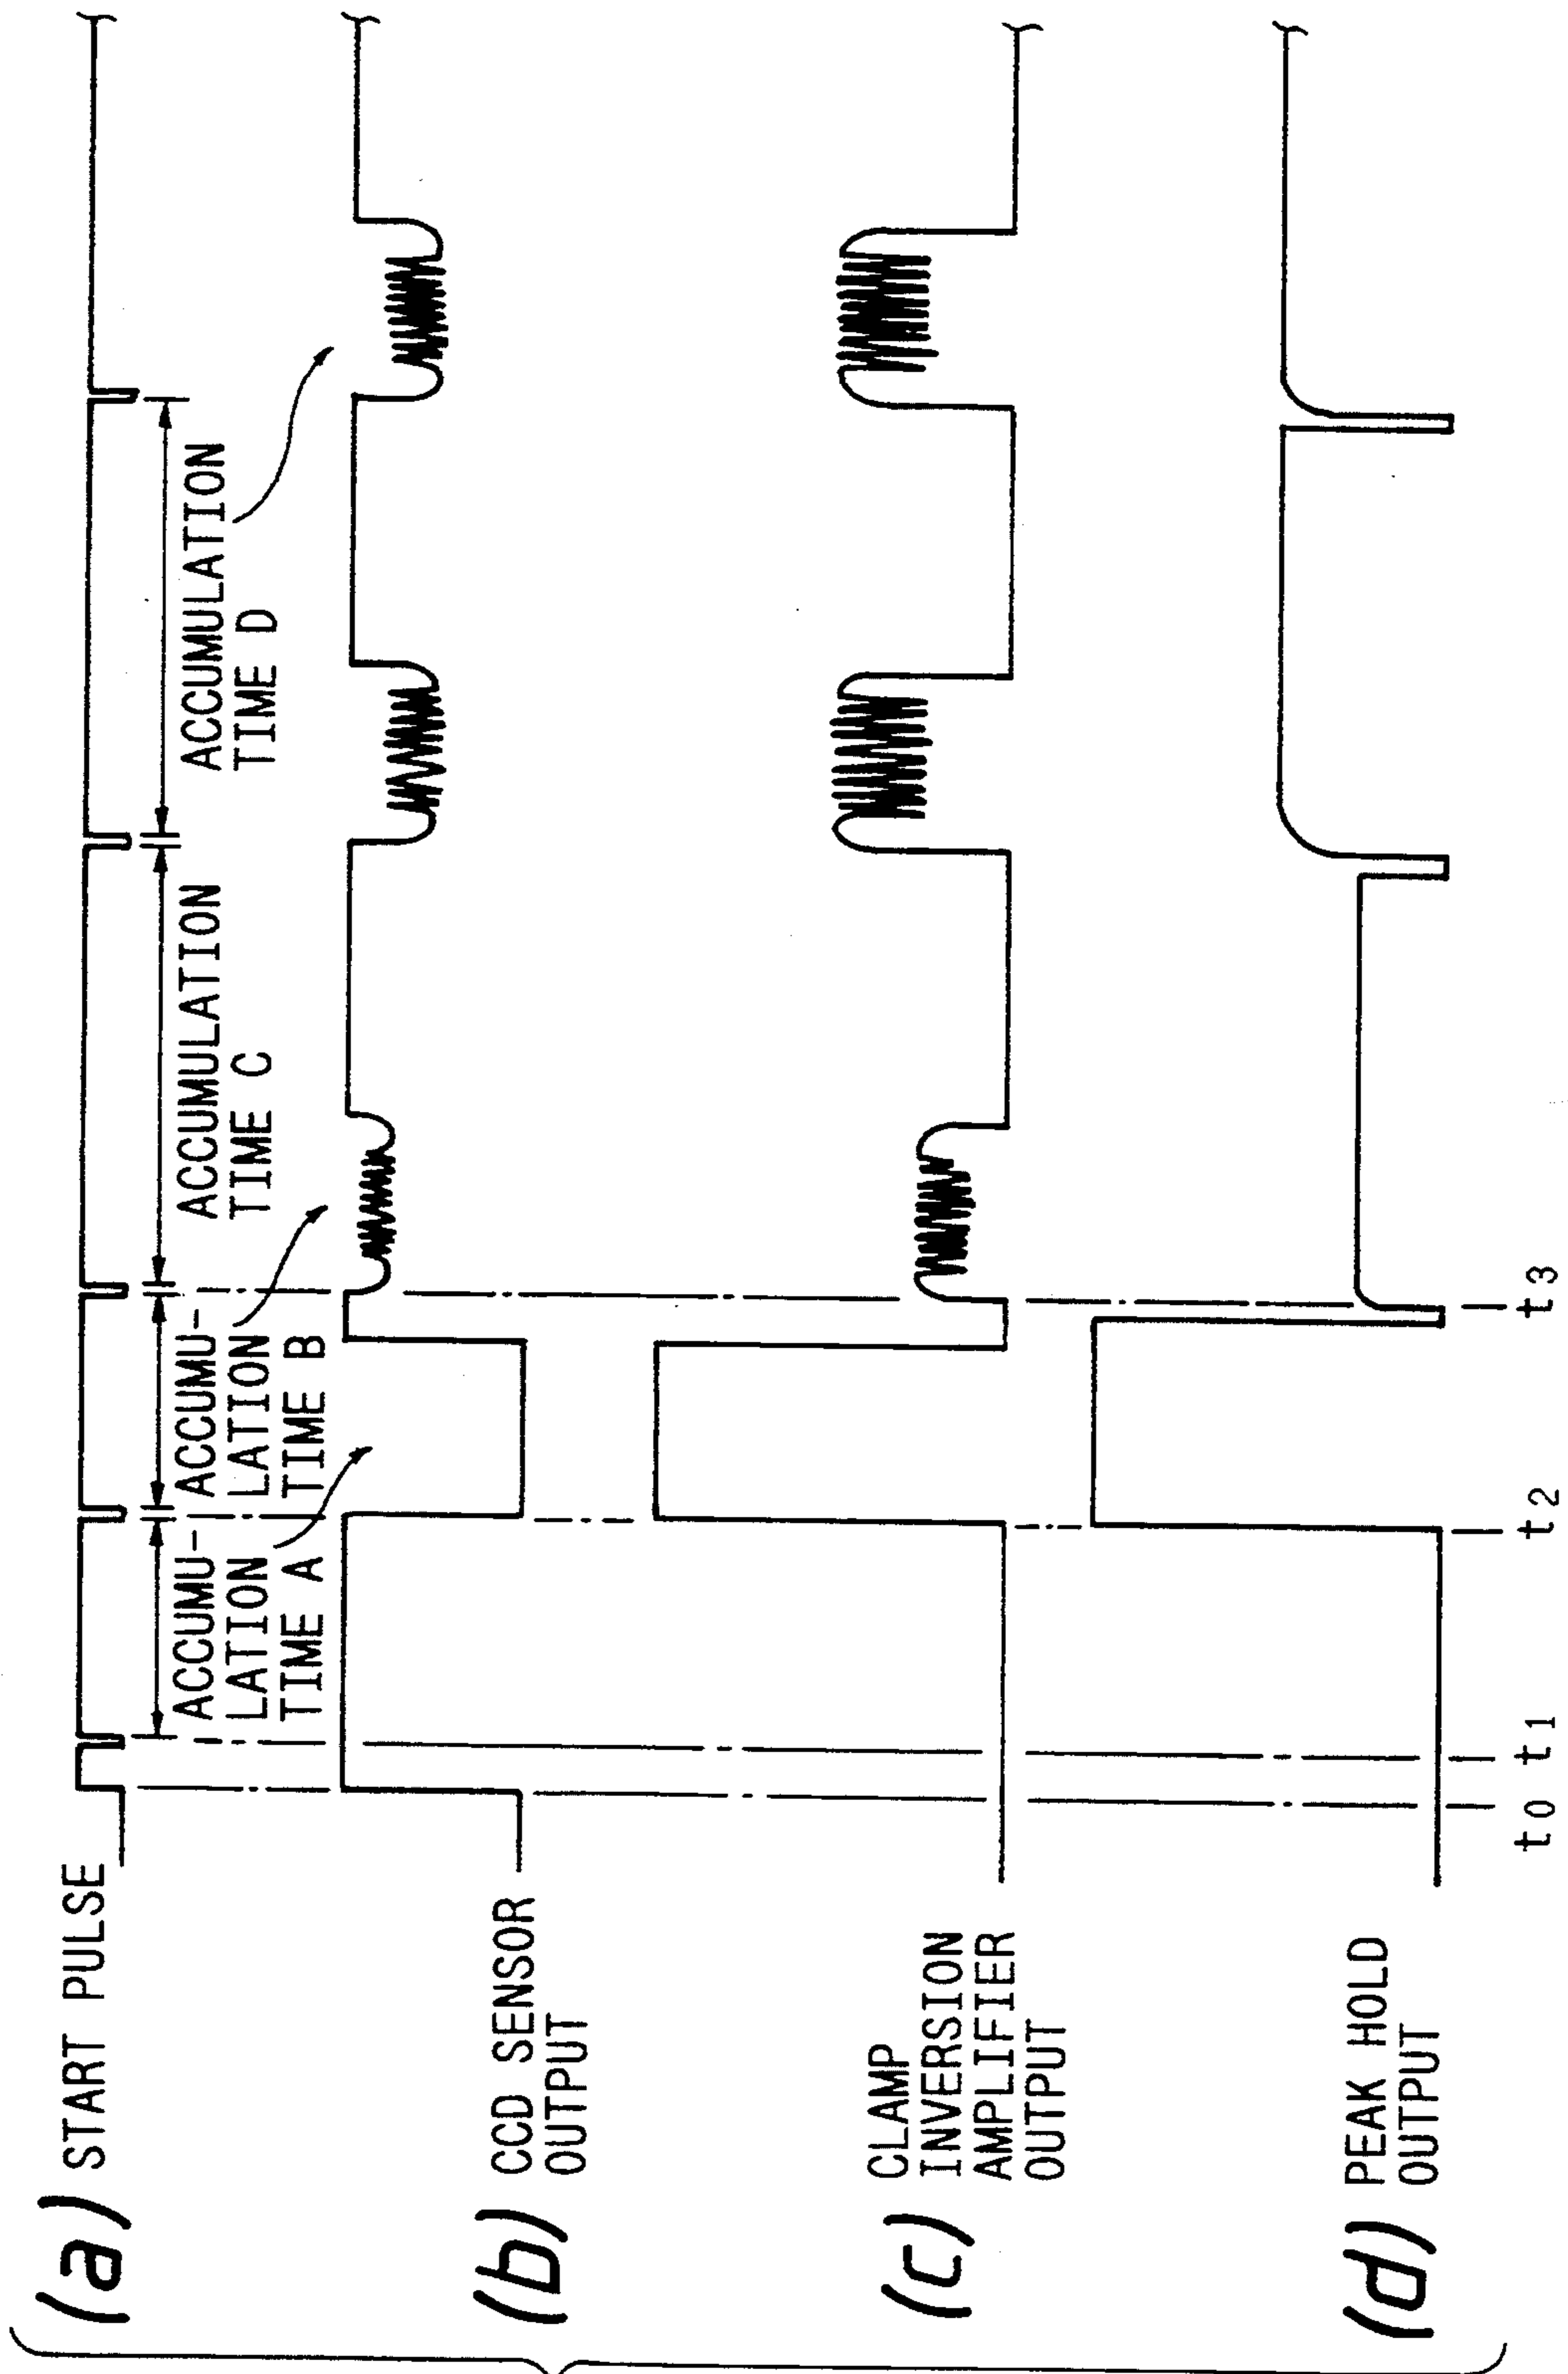 (a) START PULSE
ACCUMU-
LATION
TIME A
ACCUMU-
LATION
TIME B
ACCUMULATION
TIME C
ACCUMULATION
TIME D
(b) CCD SENSOR
OUTPUT
(c) CLAMP
INVERSION
AMPLIFIER
OUTPUT
(d) PEAK HOLD
OUTPUT
t0 t1 t2 t3